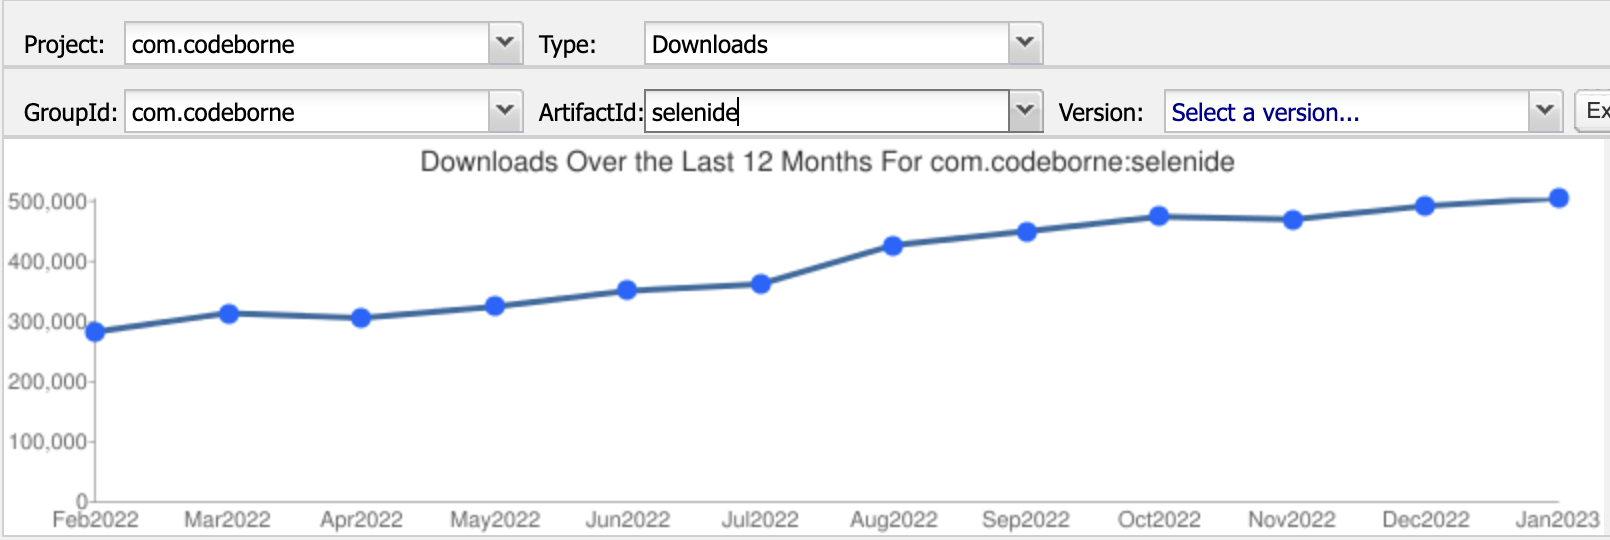 Project: com.codeborne Type: Downloads
GroupId: com.codeborne ArtifactId: selenide Version: Select a version... Ex
Downloads Over the Last 12 Months For com.codeborne:selenide
500,000
400,000
300,000
200,000
100,000
0
Feb2022 Mar2022 Apr2022 May2022 Jun2022 Jul2022 Aug2022 Sep2022 Oct2022 Nov2022 Dec2022 Jan2023